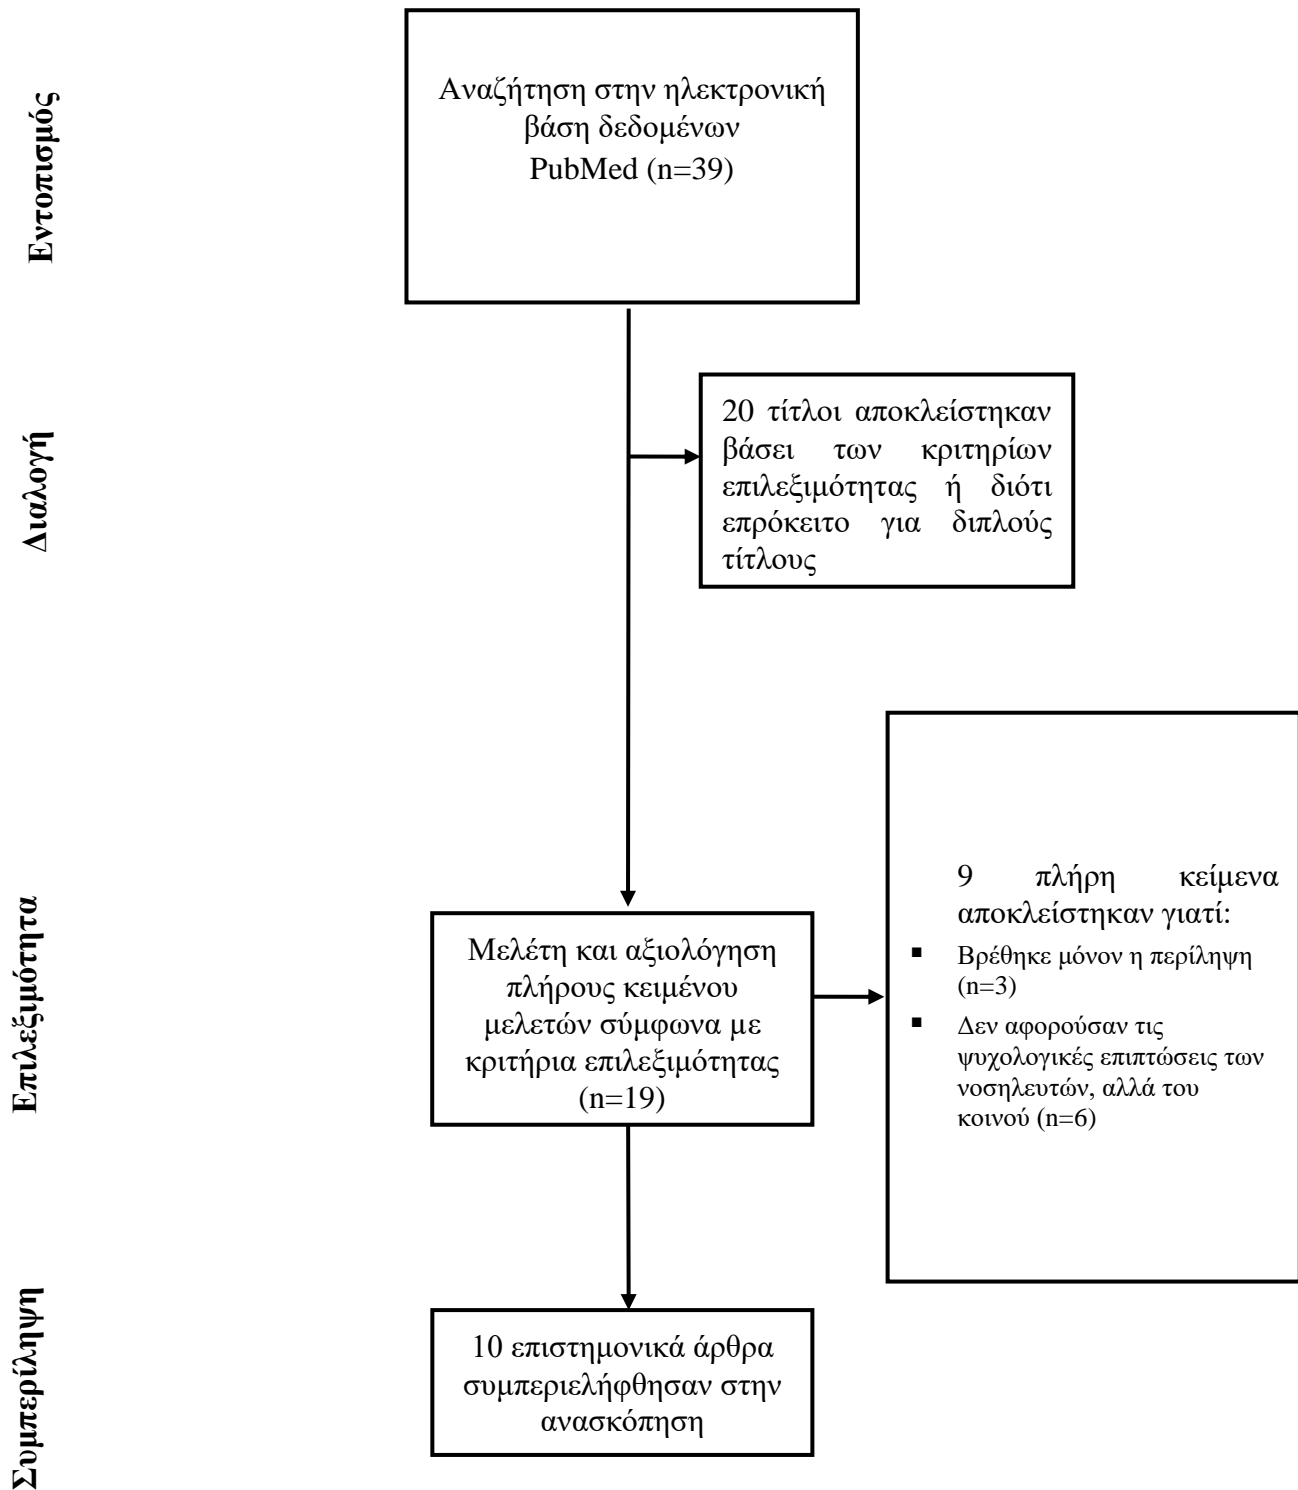 Εντοπισμός
Αναζήτηση στην ηλεκτρονική
βάση δεδομένων
PubMed (n=39)
Διαλογή
20 τίτλοι αποκλείστηκαν
βάσει των κριτηρίων
επιλεξιμότητας ή διότι
επρόκειτο για διπλούς
τίτλους
Επιλεξιμότητα
Μελέτη και αξιολόγηση
πλήρους κειμένου
μελετών σύμφωνα με
κριτήρια επιλεξιμότητας
(n=19)
9 πλήρη κείμενα
αποκλείστηκαν γιατί:
▪ Βρέθηκε μόνον η περίληψη
(n=3)
▪ Δεν αφορούσαν τις
ψυχολογικές επιπτώσεις των
νοσηλευτών, αλλά του
κοινού (n=6)
Συμπερίληψη
10 επιστημονικά άρθρα
συμπεριελήφθησαν στην
ανασκόπηση